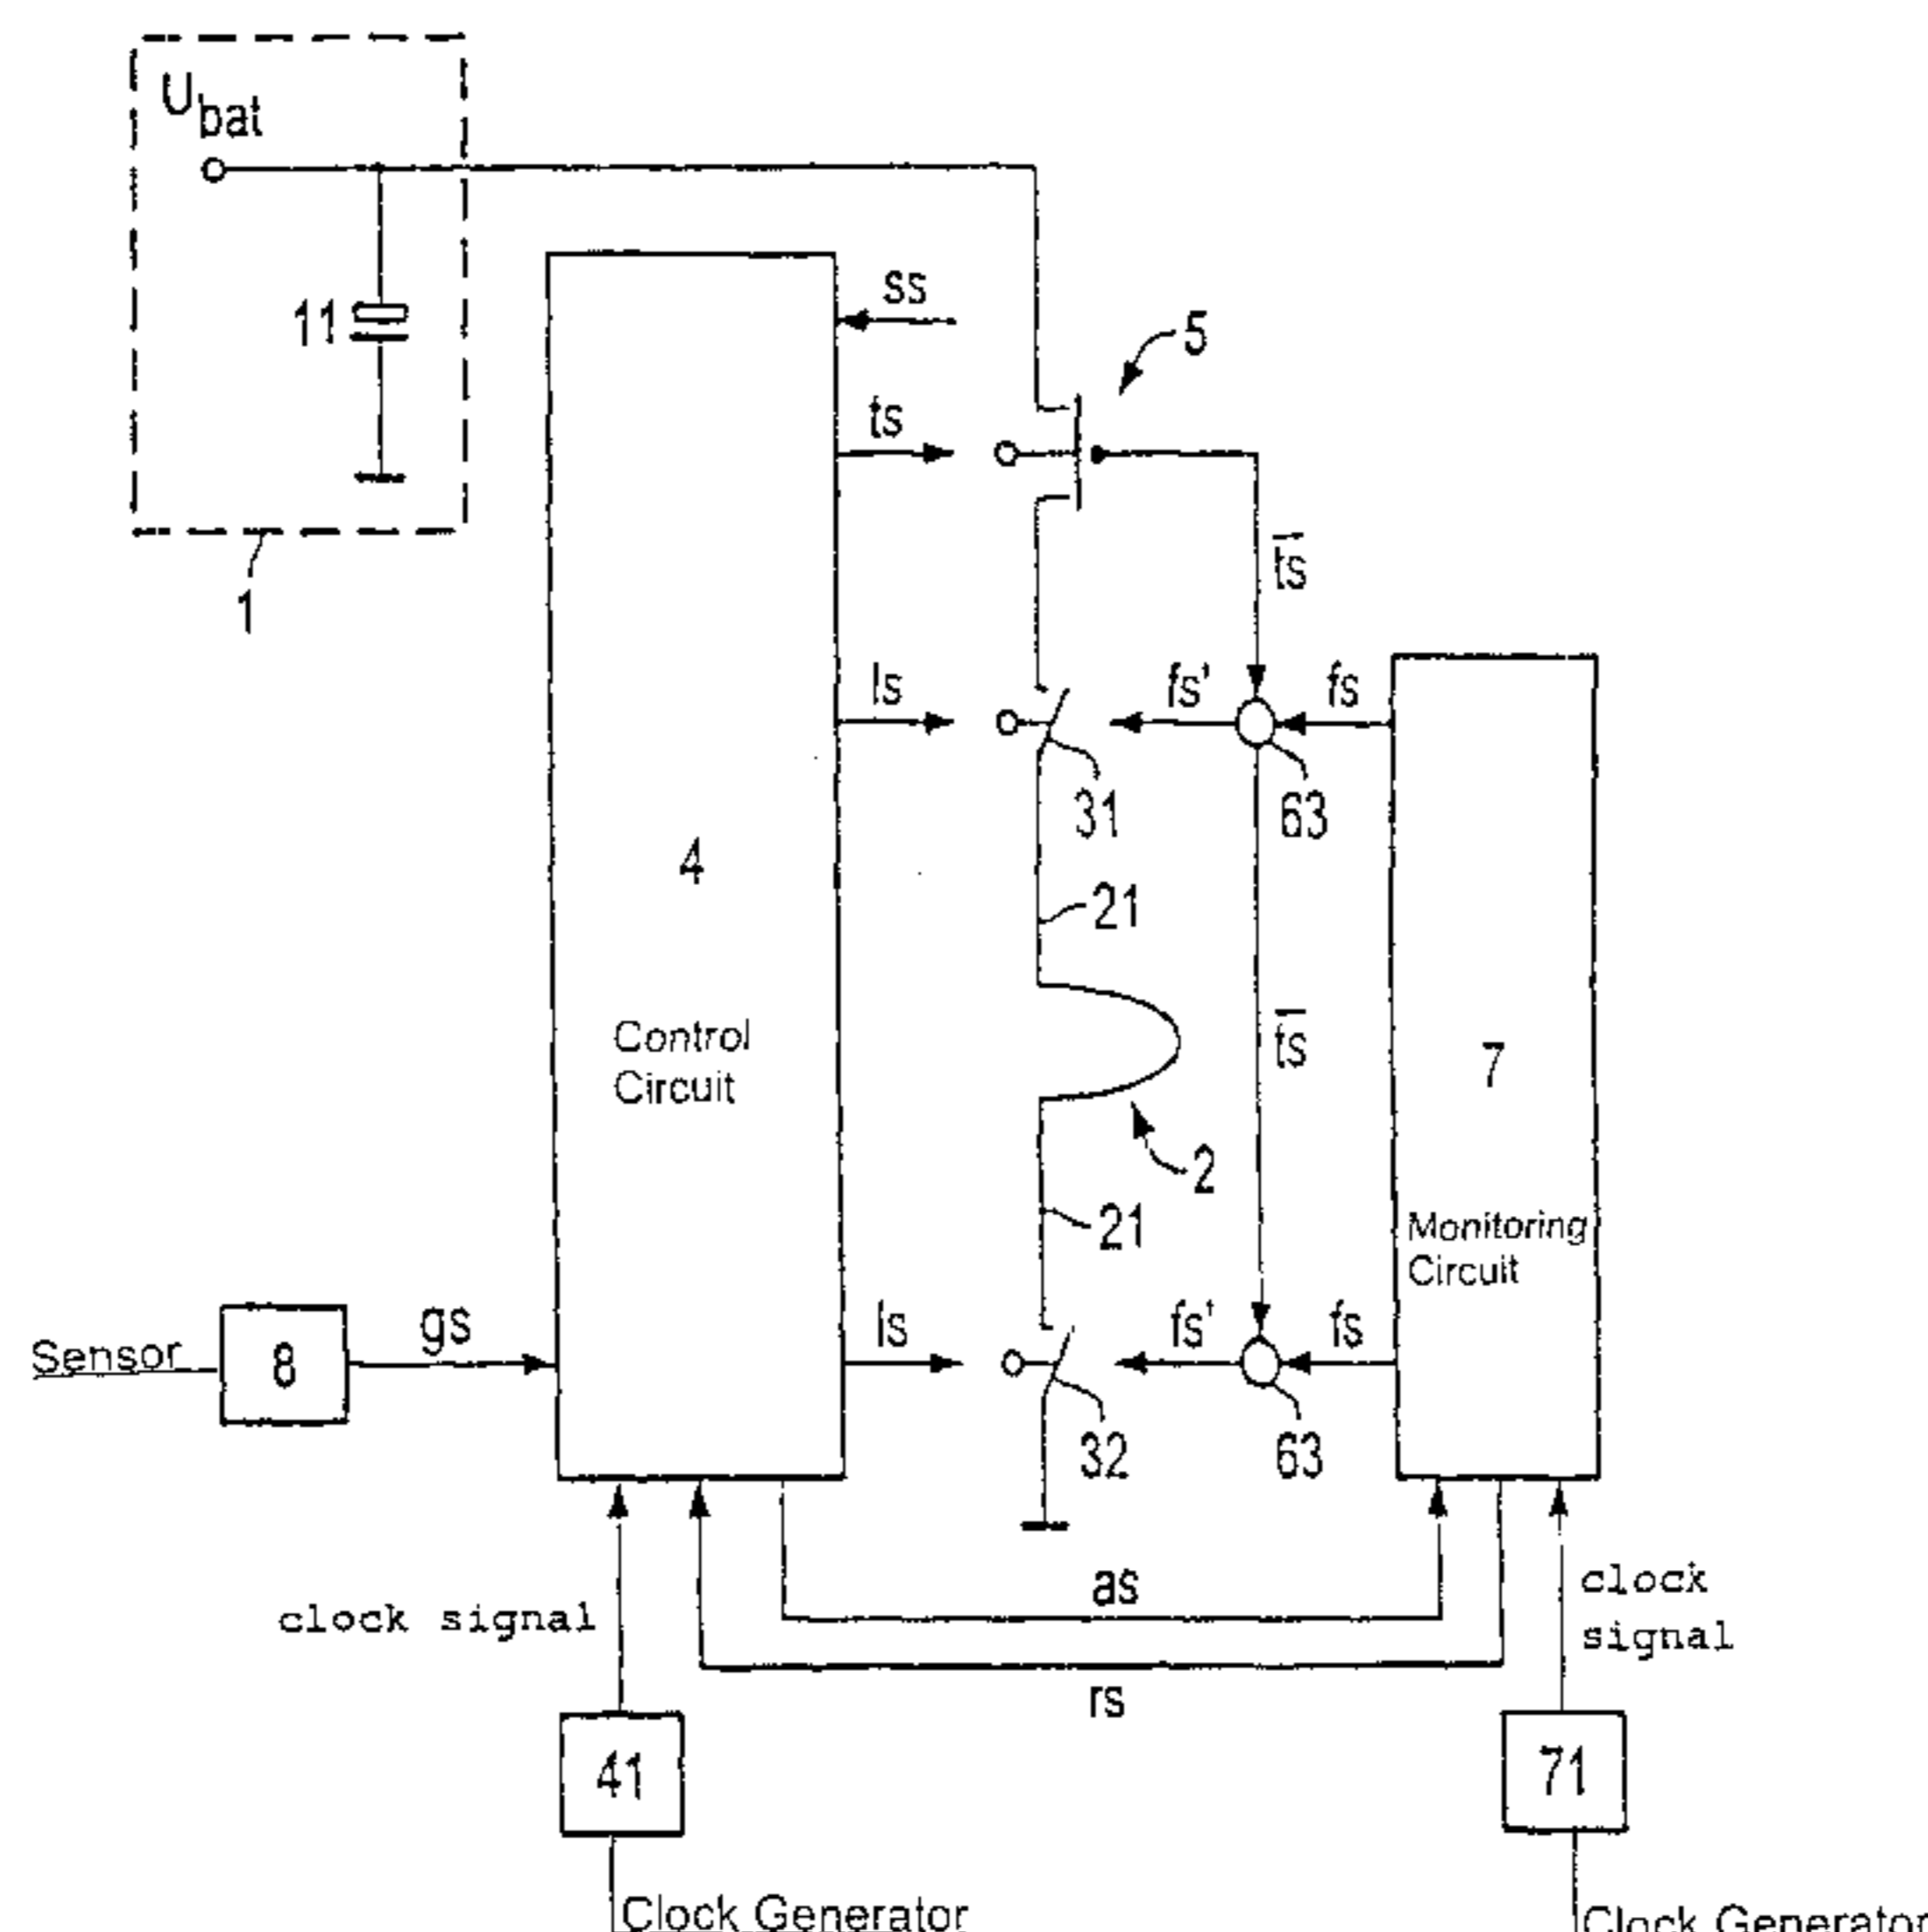 Ubat
11
1
ss
5
ts
ts
ls
fs'
fs
31
63
4
21
Control
Circuit
ts
7
2
21
Monitoring
Circuit
Sensor
8
gs
ls
fs'
fs
32
63
as
clock signal
clock
signal
rs
41
71
Clock Generator
Clock Generator